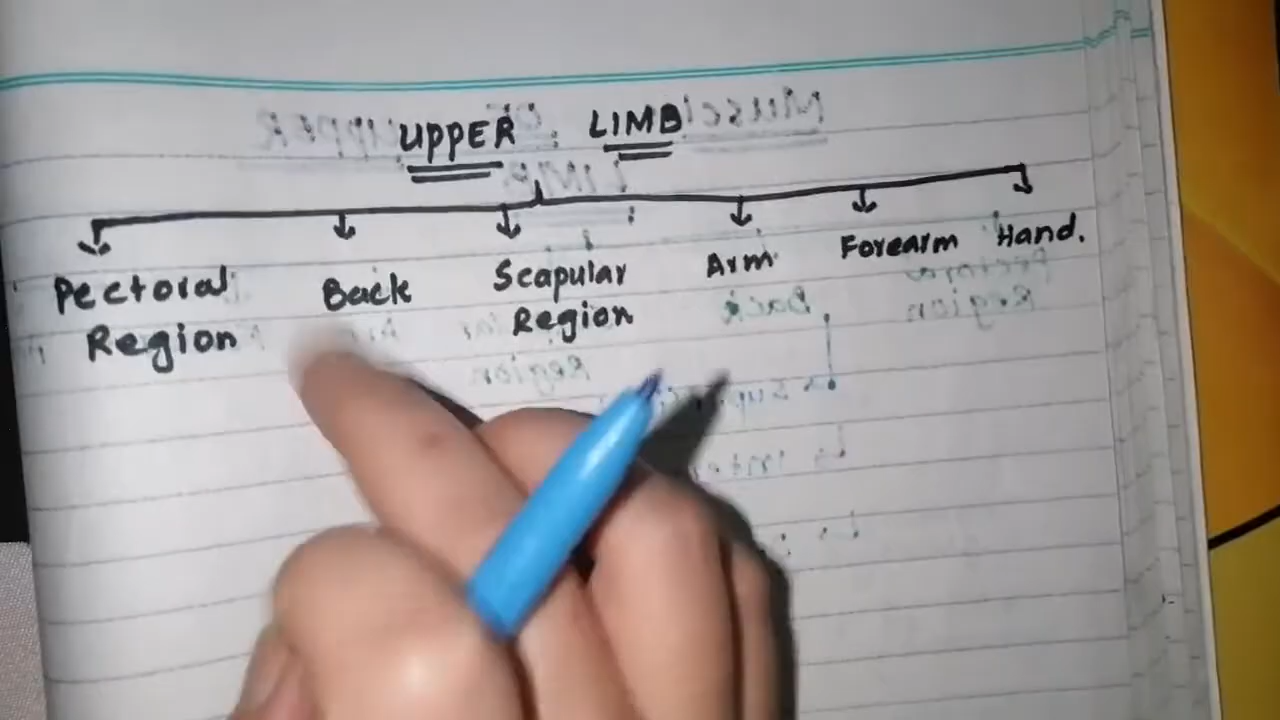 UPPER LIMB
Pectoral Region
Back
Scapular Region
Arm
Forearm
Hand.